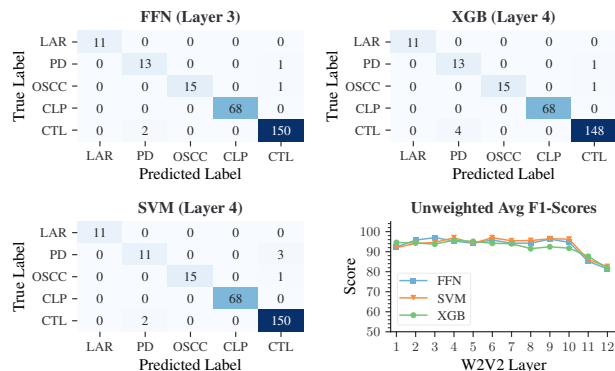 FFN (Layer 3)
True Label
LAR 11 0 0 0 0
PD 0 13 0 0 1
OSCC 0 0 15 0 1
CLP 0 0 0 68 0
CTL 0 2 0 0 150
LAR PD OSCC CLP CTL
Predicted Label
XGB (Layer 4)
True Label
LAR 11 0 0 0 0
PD 0 13 0 0 1
OSCC 0 0 15 0 1
CLP 0 0 0 68 0
CTL 0 4 0 0 148
LAR PD OSCC CLP CTL
Predicted Label
SVM (Layer 4)
True Label
LAR 11 0 0 0 0
PD 0 11 0 0 3
OSCC 0 0 15 0 1
CLP 0 0 0 68 0
CTL 0 2 0 0 150
LAR PD OSCC CLP CTL
Predicted Label
Unweighted Avg F1-Scores
Score
100
90
80
70
60
50
FFN
SVM
XGB
1 2 3 4 5 6 7 8 9 10 11 12
W2V2 Layer